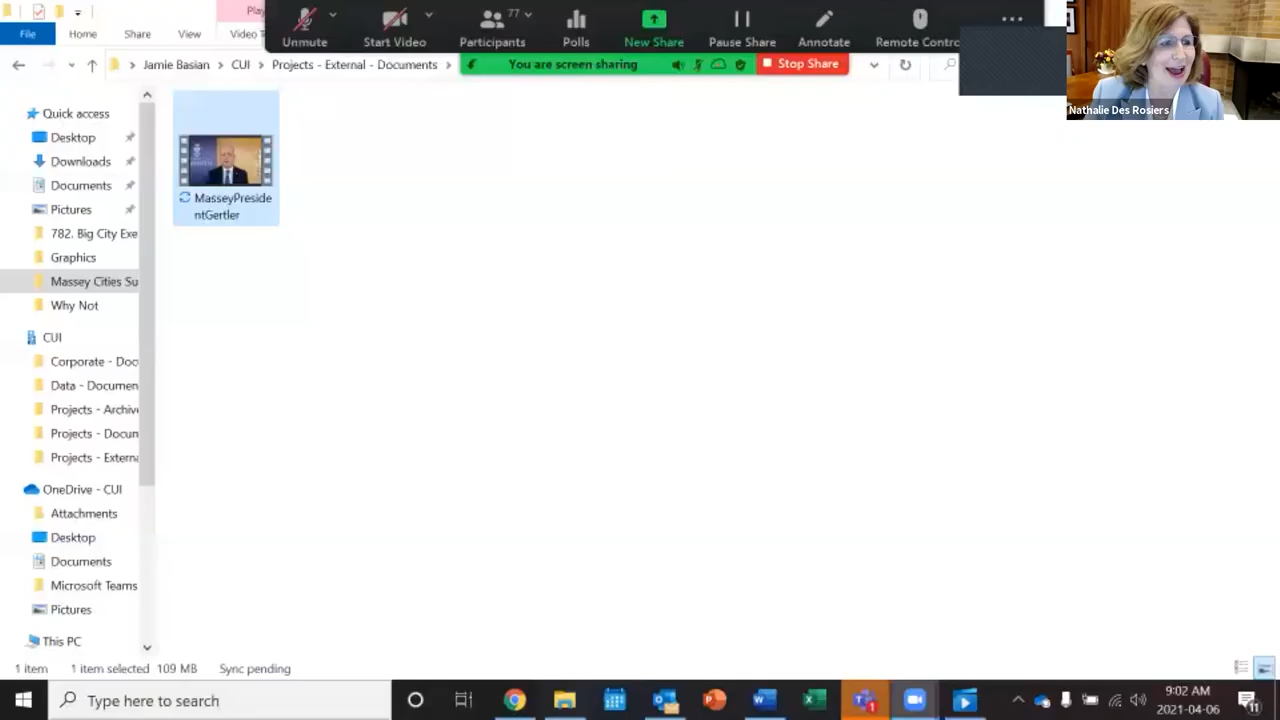 Play
File
Home
Share
View
Video T
Unmute
Start Video
77
Participants
Polls
New Share
Pause Share
Annotate
Remote Contro
Jamie Basian > CUI > Projects - External - Documents >
You are screen sharing
Stop Share
Nathalie Des Rosiers
Quick access
Desktop
Downloads
Documents
Pictures
782. Big City Exe
Graphics
Massey Cities Su
Why Not
CUI
Corporate - Doc
Data - Documen
Projects - Archiv
Projects - Docum
Projects - Externa
OneDrive - CUI
Attachments
Desktop
Documents
Microsoft Teams
Pictures
This PC
MasseyPreside
ntGertler
1 item
1 item selected 109 MB
Sync pending
Type here to search
1
9:02 AM
2021-04-06
11